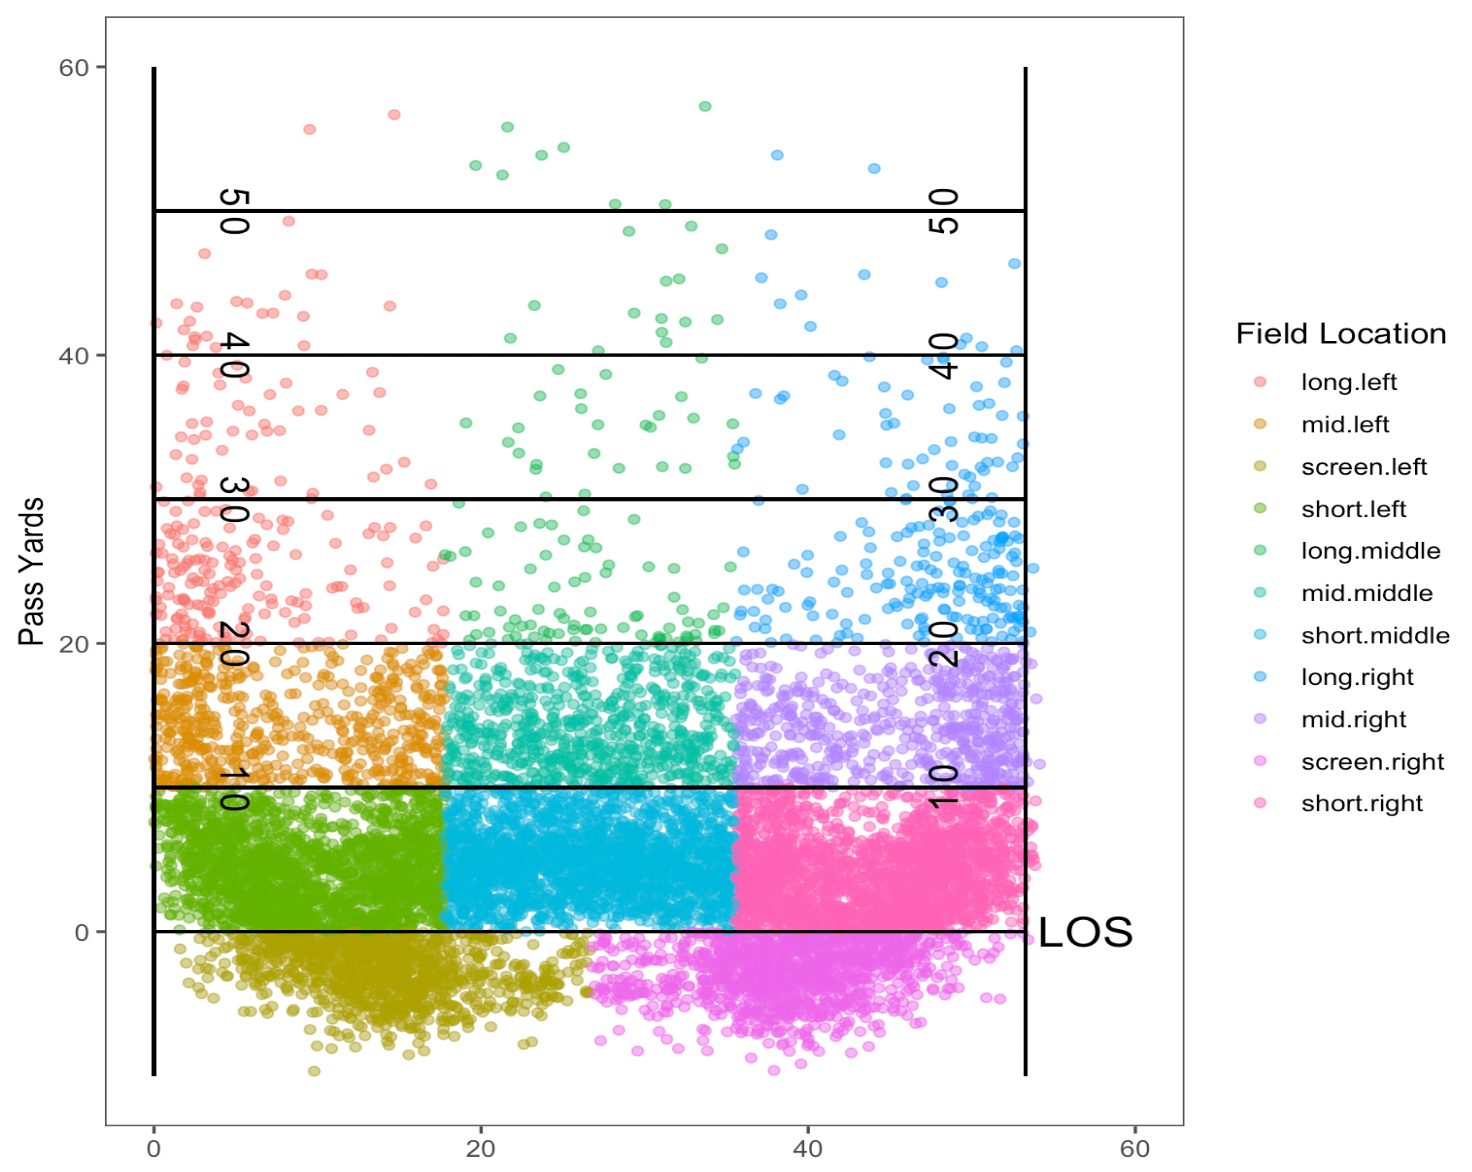 60
40
20
0
Pass Yards
0
20
40
60
50
50
40
40
30
30
20
20
10
10
LOS
Field Location
long.left
mid.left
screen.left
short.left
long.middle
mid.middle
short.middle
long.right
mid.right
screen.right
short.right